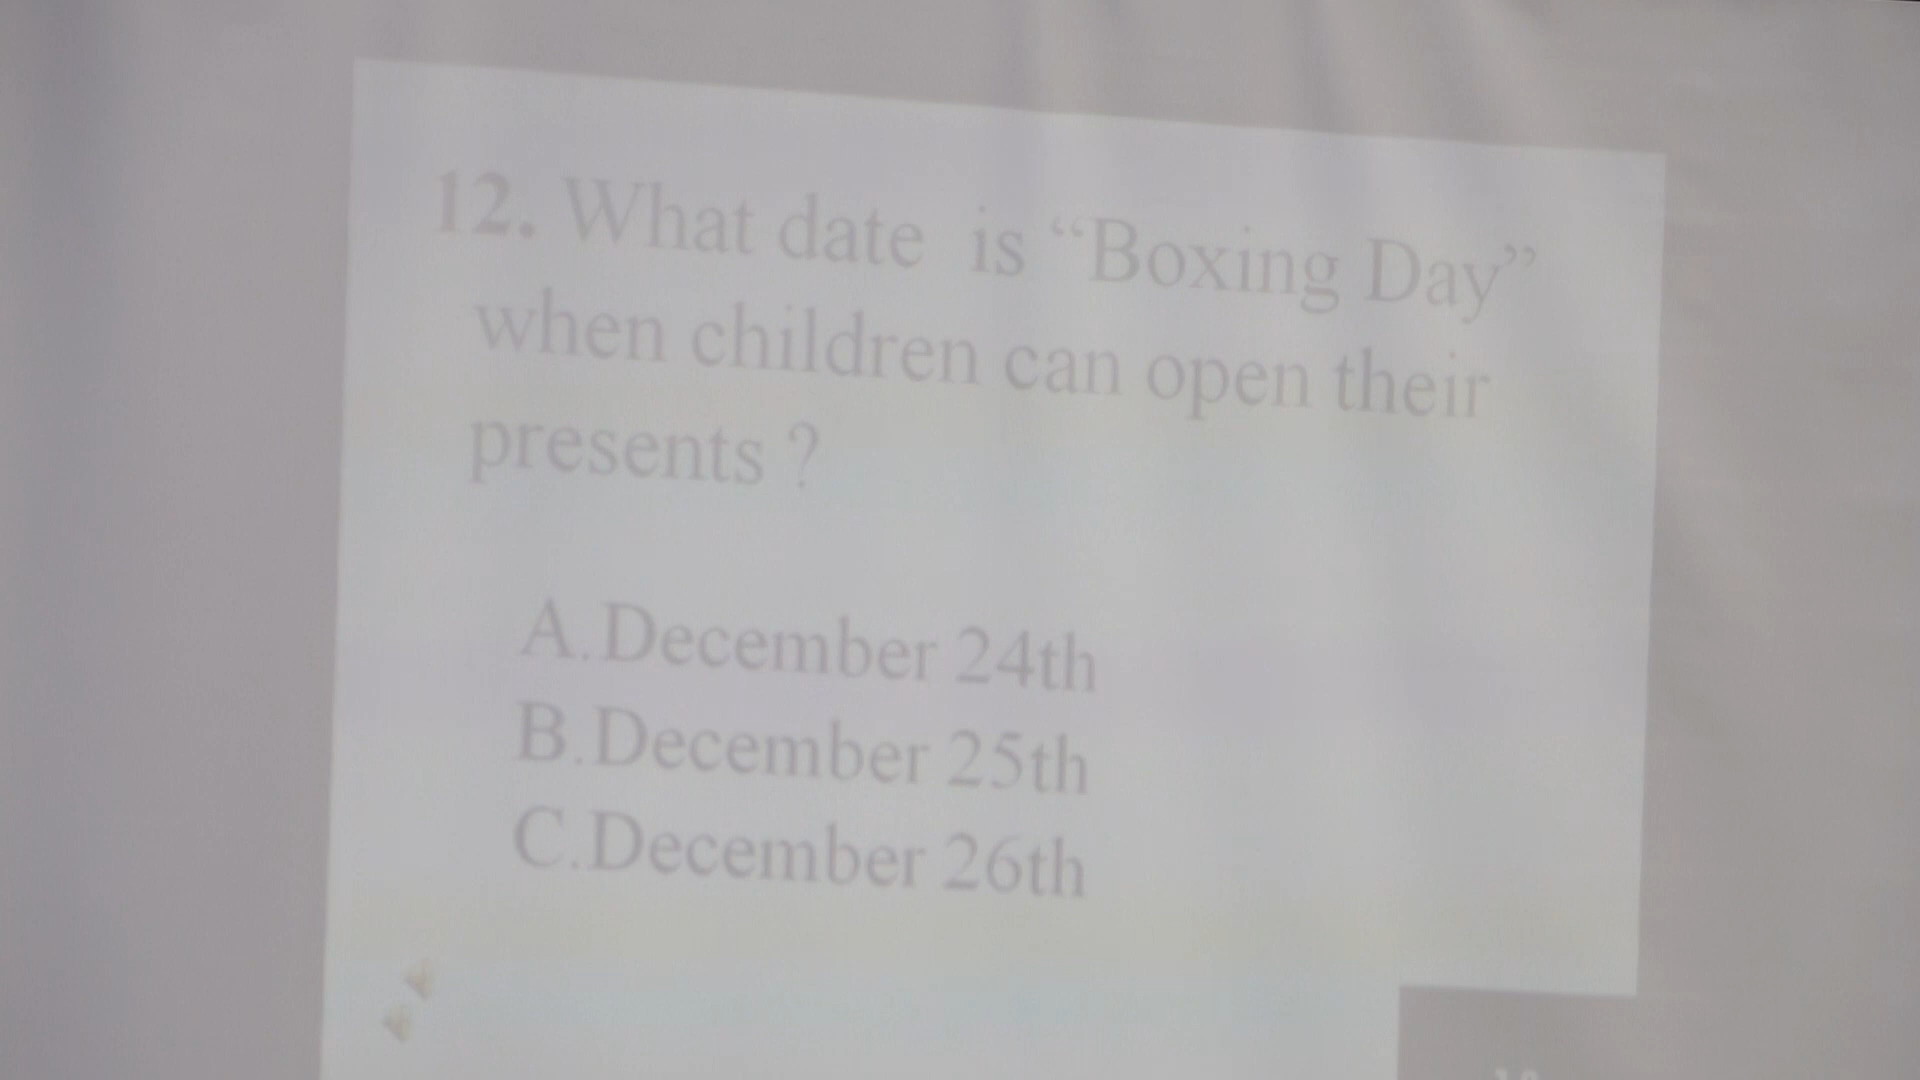 12. What date is “Boxing Day”
when children can open their
presents ?
A.December 24th
B.December 25th
C.December 26th